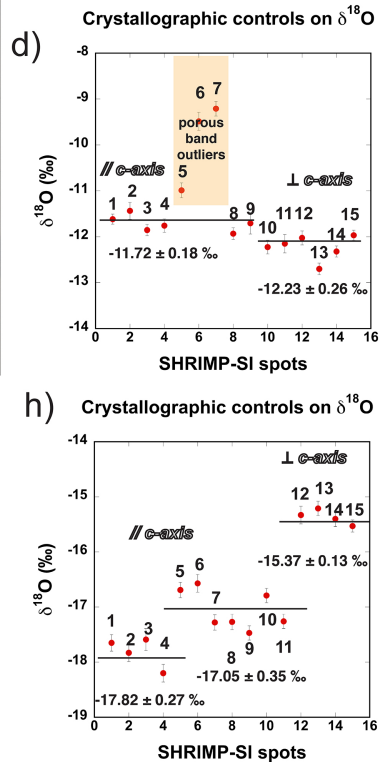 d)
Crystallographic controls on δ¹⁸O
-8
-9
-10
-11
-12
-13
-14
δ¹⁸O (‰)
// c-axis
porous
band
outliers
⊥ c-axis
1
2
3
4
5
6
7
8
9
10
11
12
13
14
15
-11.72 ± 0.18 ‰
-12.23 ± 0.26 ‰
0 2 4 6 8 10 12 14 16
SHRIMP-SI spots
h)
Crystallographic controls on δ¹⁸O
-14
-15
-16
-17
-18
-19
δ¹⁸O (‰)
⊥ c-axis
// c-axis
1
2
3
4
5
6
7
8
9
10
11
12
13
14
15
-15.37 ± 0.13 ‰
-17.05 ± 0.35 ‰
-17.82 ± 0.27 ‰
0 2 4 6 8 10 12 14 16
SHRIMP-SI spots